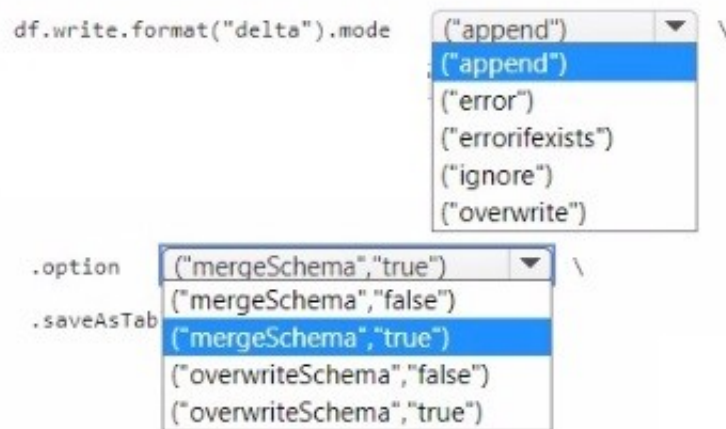 df.write.format("delta").mode ("append") \
("append")
("error")
("errorifexists")
("ignore")
("overwrite")
.option ("mergeSchema","true") \
("mergeSchema","false")
.saveAsTab
("mergeSchema","true")
("overwriteSchema","false")
("overwriteSchema","true")